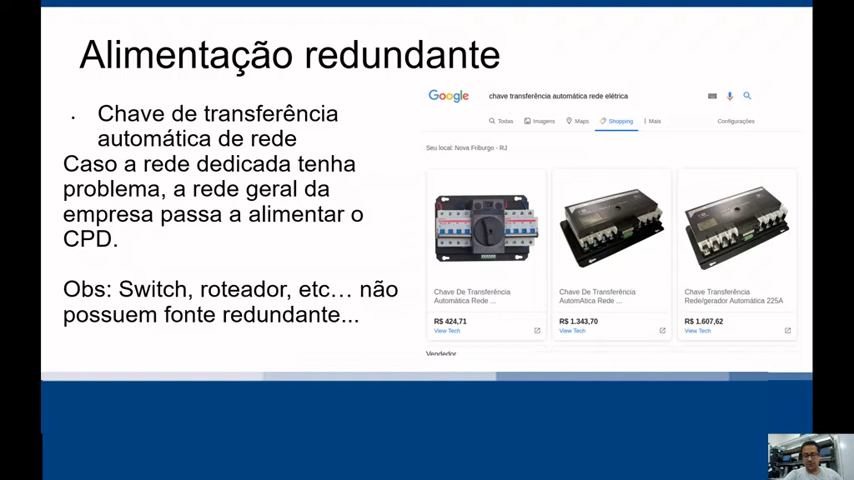 Alimentação redundante
• Chave de transferência
automática de rede
Caso a rede dedicada tenha
problema, a rede geral da
empresa passa a alimentar o
CPD.
Obs: Switch, roteador, etc… não
possuem fonte redundante...
Google chave transferência automática rede elétrica
Todas Imagens Maps Shopping Mais Configurações
Seu local: Nova Friburgo - RJ
Chave De Transferência
Automática Rede ...
R$ 424,71
View Tech
Chave De Transferência
AutomAtica Rede ...
R$ 1.343,70
View Tech
Chave Transferência
Rede/gerador Automática 225A
R$ 1.607,62
View Tech
Vendedor